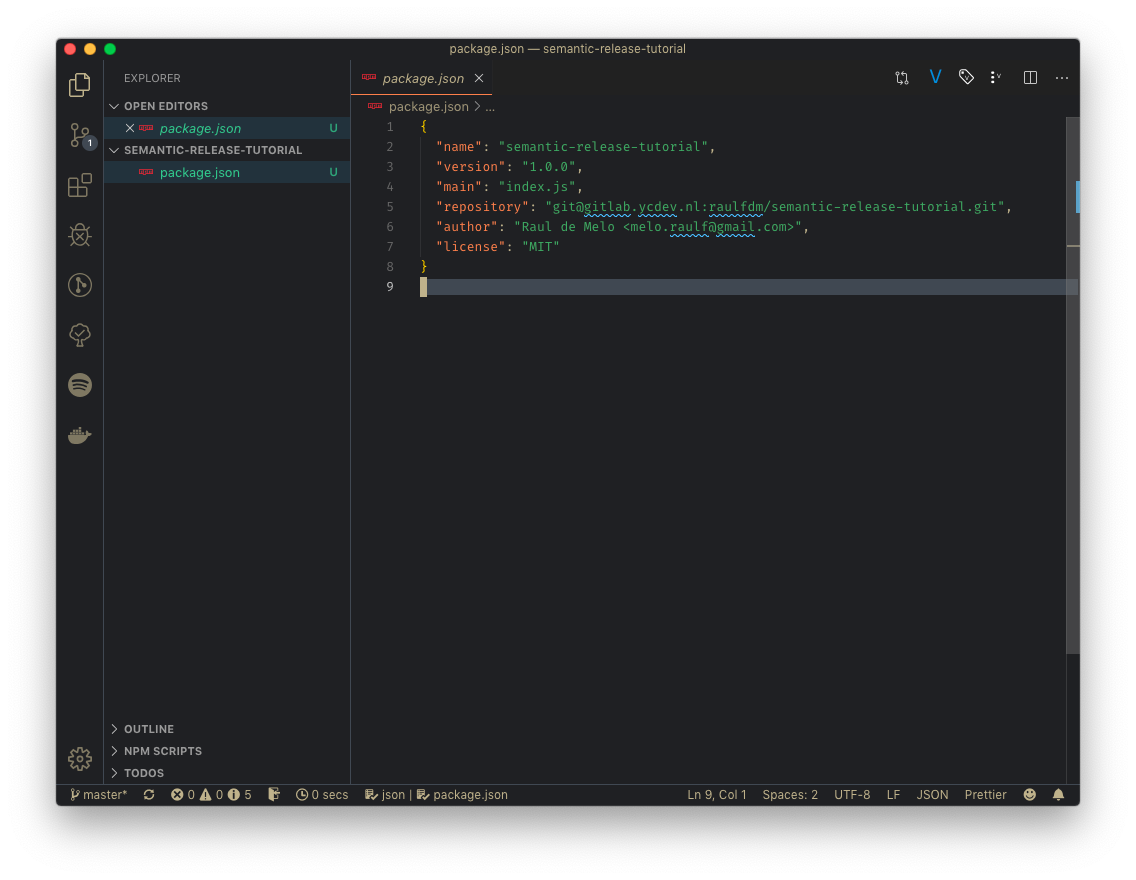 package.json — semantic-release-tutorial
EXPLORER
OPEN EDITORS
package.json U
SEMANTIC-RELEASE-TUTORIAL
package.json U
1
OUTLINE
NPM SCRIPTS
TODOS
package.json
package.json > ...
1 {
2 "name": "semantic-release-tutorial",
3 "version": "1.0.0",
4 "main": "index.js",
5 "repository": "git@gitlab.ycdev.nl:raulfdm/semantic-release-tutorial.git",
6 "author": "Raul de Melo <melo.raulf@gmail.com>",
7 "license": "MIT"
8 }
9
master* 0 0 5 0 secs json | package.json Ln 9, Col 1 Spaces: 2 UTF-8 LF JSON Prettier